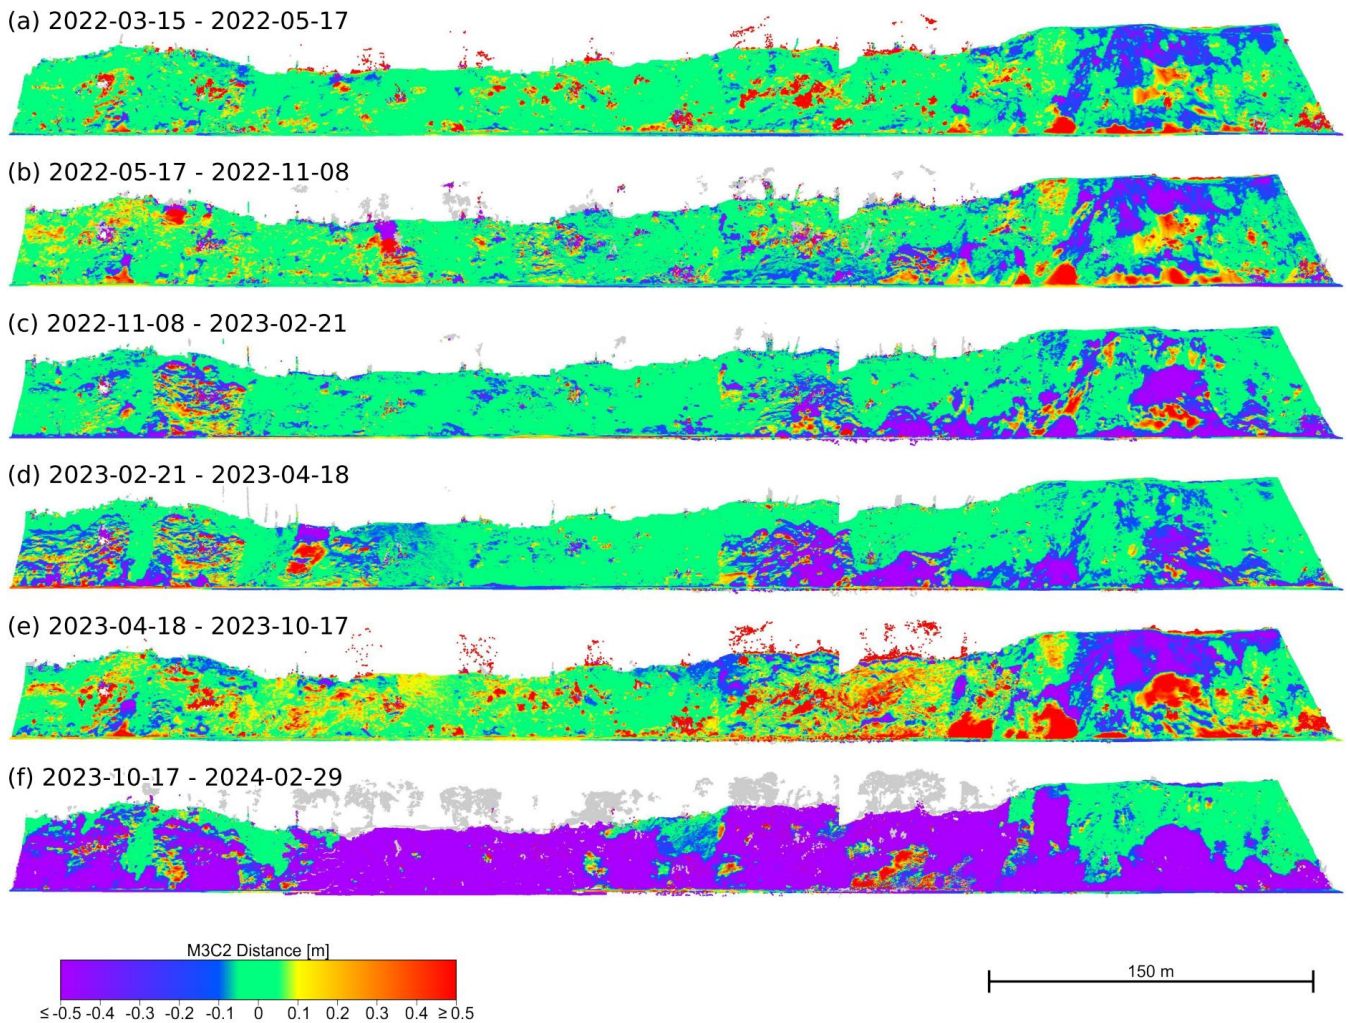 (a) 2022-03-15 - 2022-05-17
(b) 2022-05-17 - 2022-11-08
(c) 2022-11-08 - 2023-02-21
(d) 2023-02-21 - 2023-04-18
(e) 2023-04-18 - 2023-10-17
(f) 2023-10-17 - 2024-02-29
M3C2 Distance [m]
≤ -0.5 -0.4 -0.3 -0.2 -0.1 0 0.1 0.2 0.3 0.4 ≥ 0.5
150 m